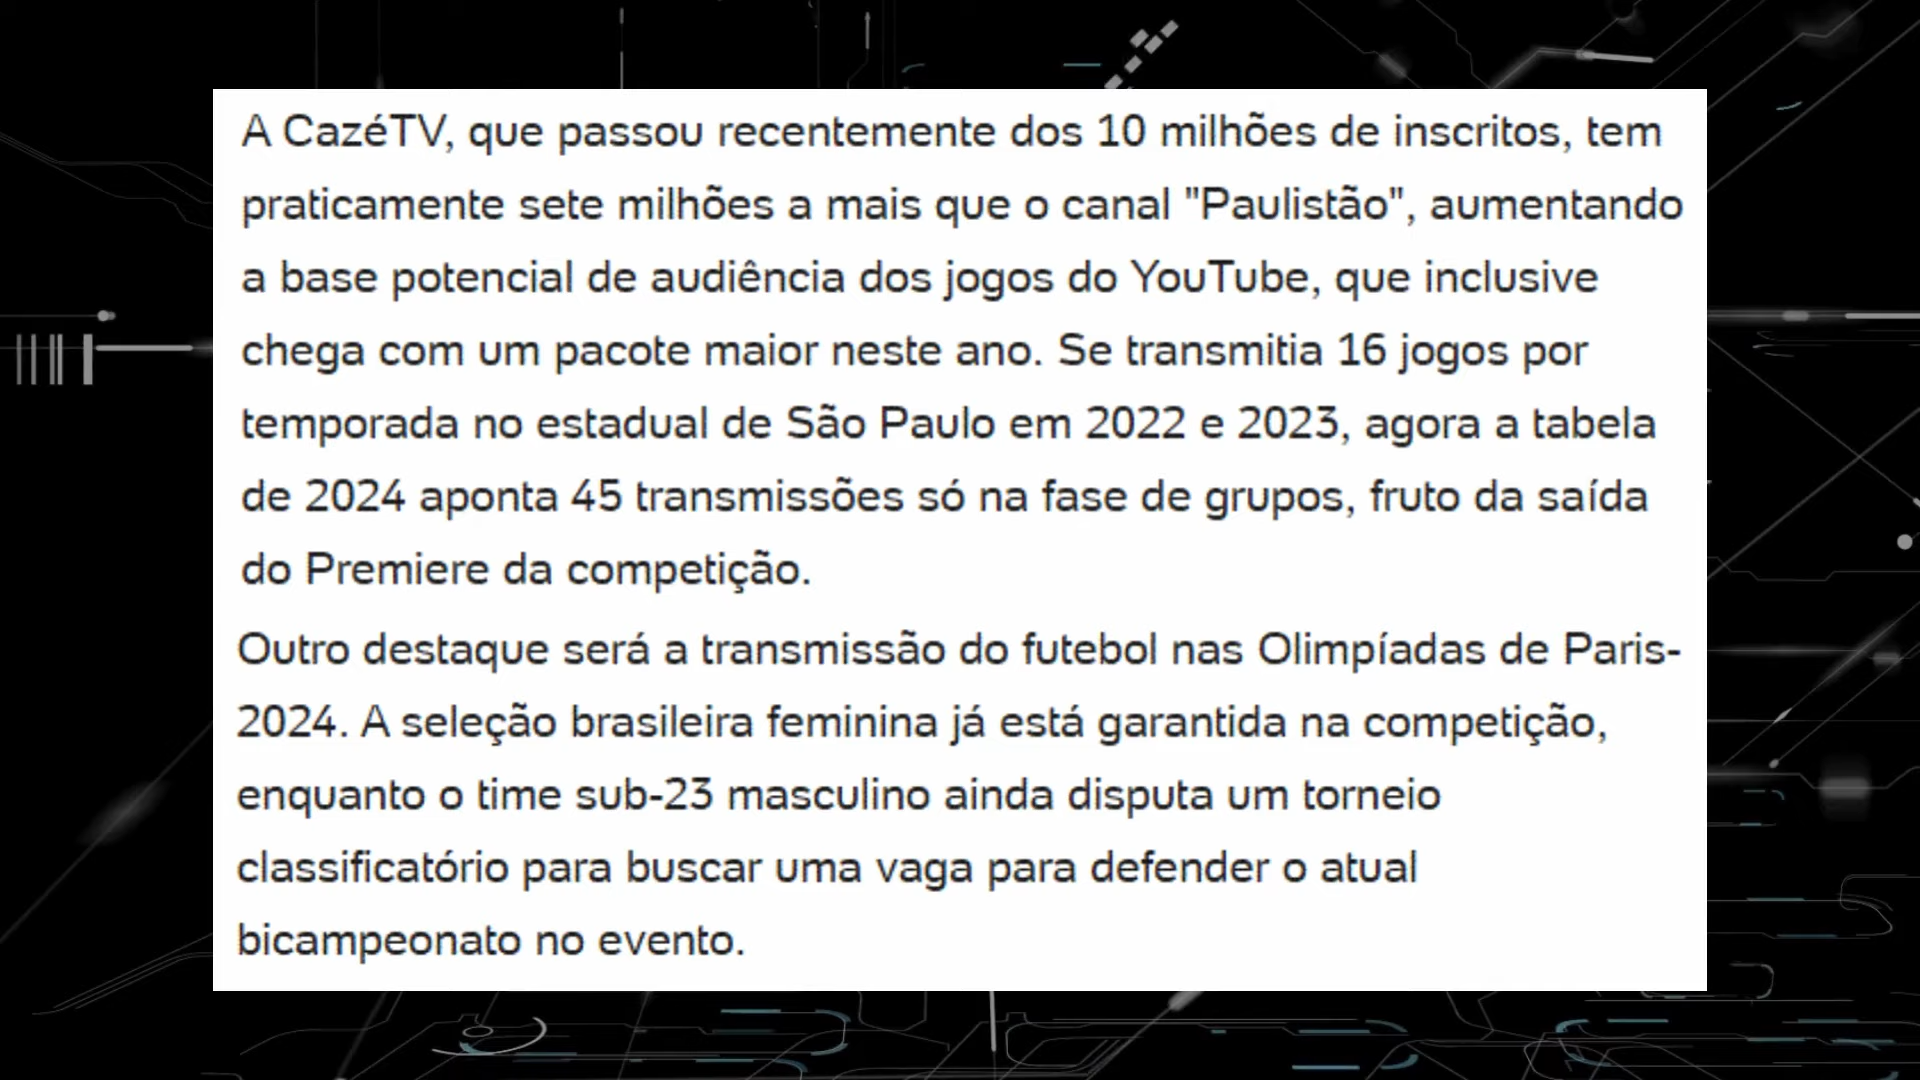 A CazéTV, que passou recentemente dos 10 milhões de inscritos, tem
praticamente sete milhões a mais que o canal "Paulistão", aumentando
a base potencial de audiência dos jogos do YouTube, que inclusive
chega com um pacote maior neste ano. Se transmitia 16 jogos por
temporada no estadual de São Paulo em 2022 e 2023, agora a tabela
de 2024 aponta 45 transmissões só na fase de grupos, fruto da saída
do Premiere da competição.
Outro destaque será a transmissão do futebol nas Olimpíadas de Paris-
2024. A seleção brasileira feminina já está garantida na competição,
enquanto o time sub-23 masculino ainda disputa um torneio
classificatório para buscar uma vaga para defender o atual
bicampeonato no evento.